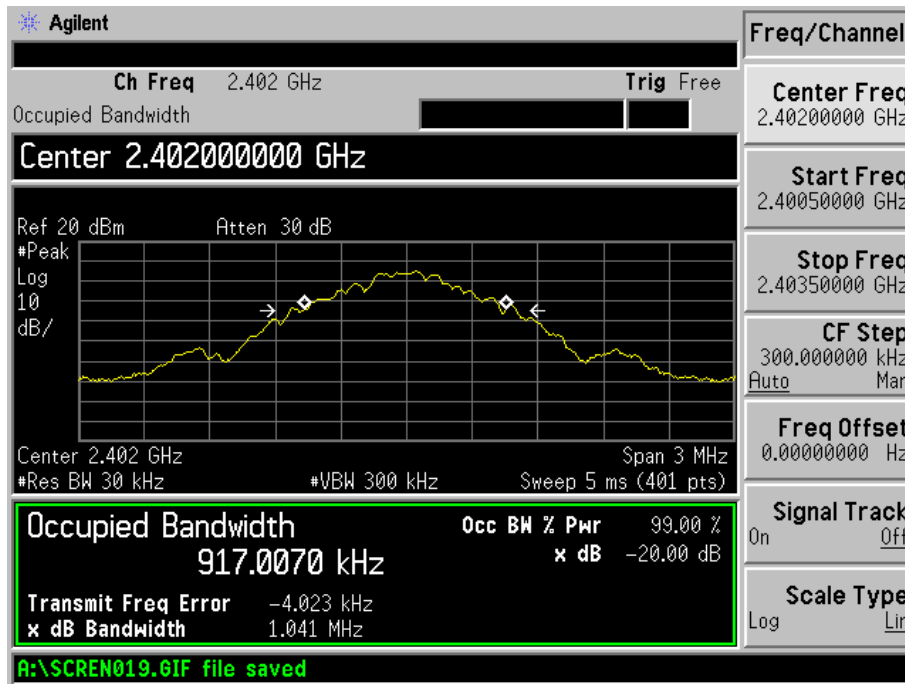 Agilent
Freq/Channel
Ch Freq 2.402 GHz Trig Free
Occupied Bandwidth
Center 2.402000000 GHz
Ref 20 dBm Atten 30 dB
#Peak
Log
10
dB/
Center 2.402 GHz Span 3 MHz
#Res BW 30 kHz #VBW 300 kHz Sweep 5 ms (401 pts)
Occupied Bandwidth
917.0070 kHz
Occ BW % Pwr 99.00 %
x dB -20.00 dB
Transmit Freq Error -4.023 kHz
x dB Bandwidth 1.041 MHz
A:\SCREN019.GIF file saved
Center Freq
2.40200000 GHz
Start Freq
2.40050000 GHz
Stop Freq
2.40350000 GHz
CF Step
300.000000 kHz
Auto Man
Freq Offset
0.00000000 Hz
Signal Track
On Off
Scale Type
Log Lin